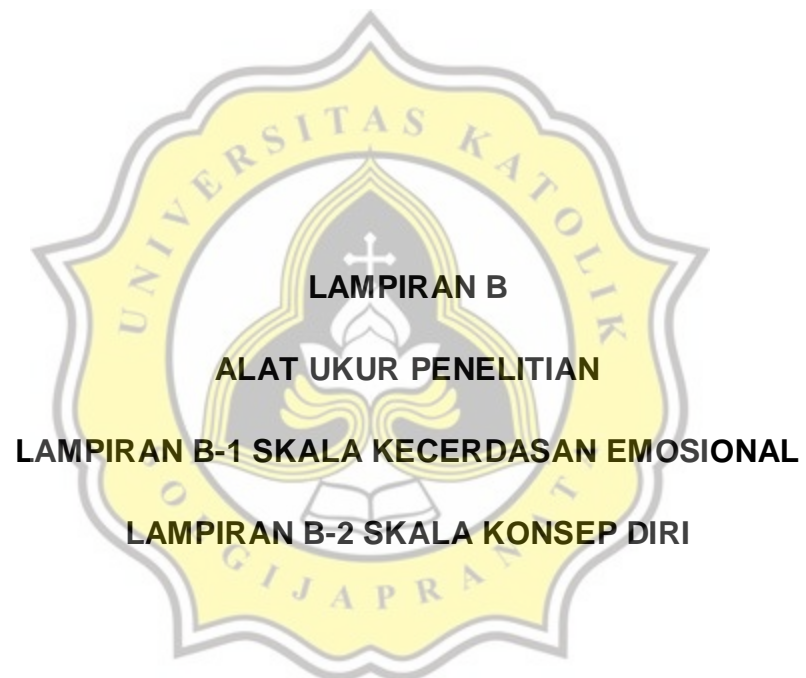 UNIVERSITAS KATOLIK
LAMPIRAN B
ALAT UKUR PENELITIAN
LAMPIRAN B-1 SKALA KECERDASAN EMOSIONAL
LAMPIRAN B-2 SKALA KONSEP DIRI
SOEGIJAPRANATA